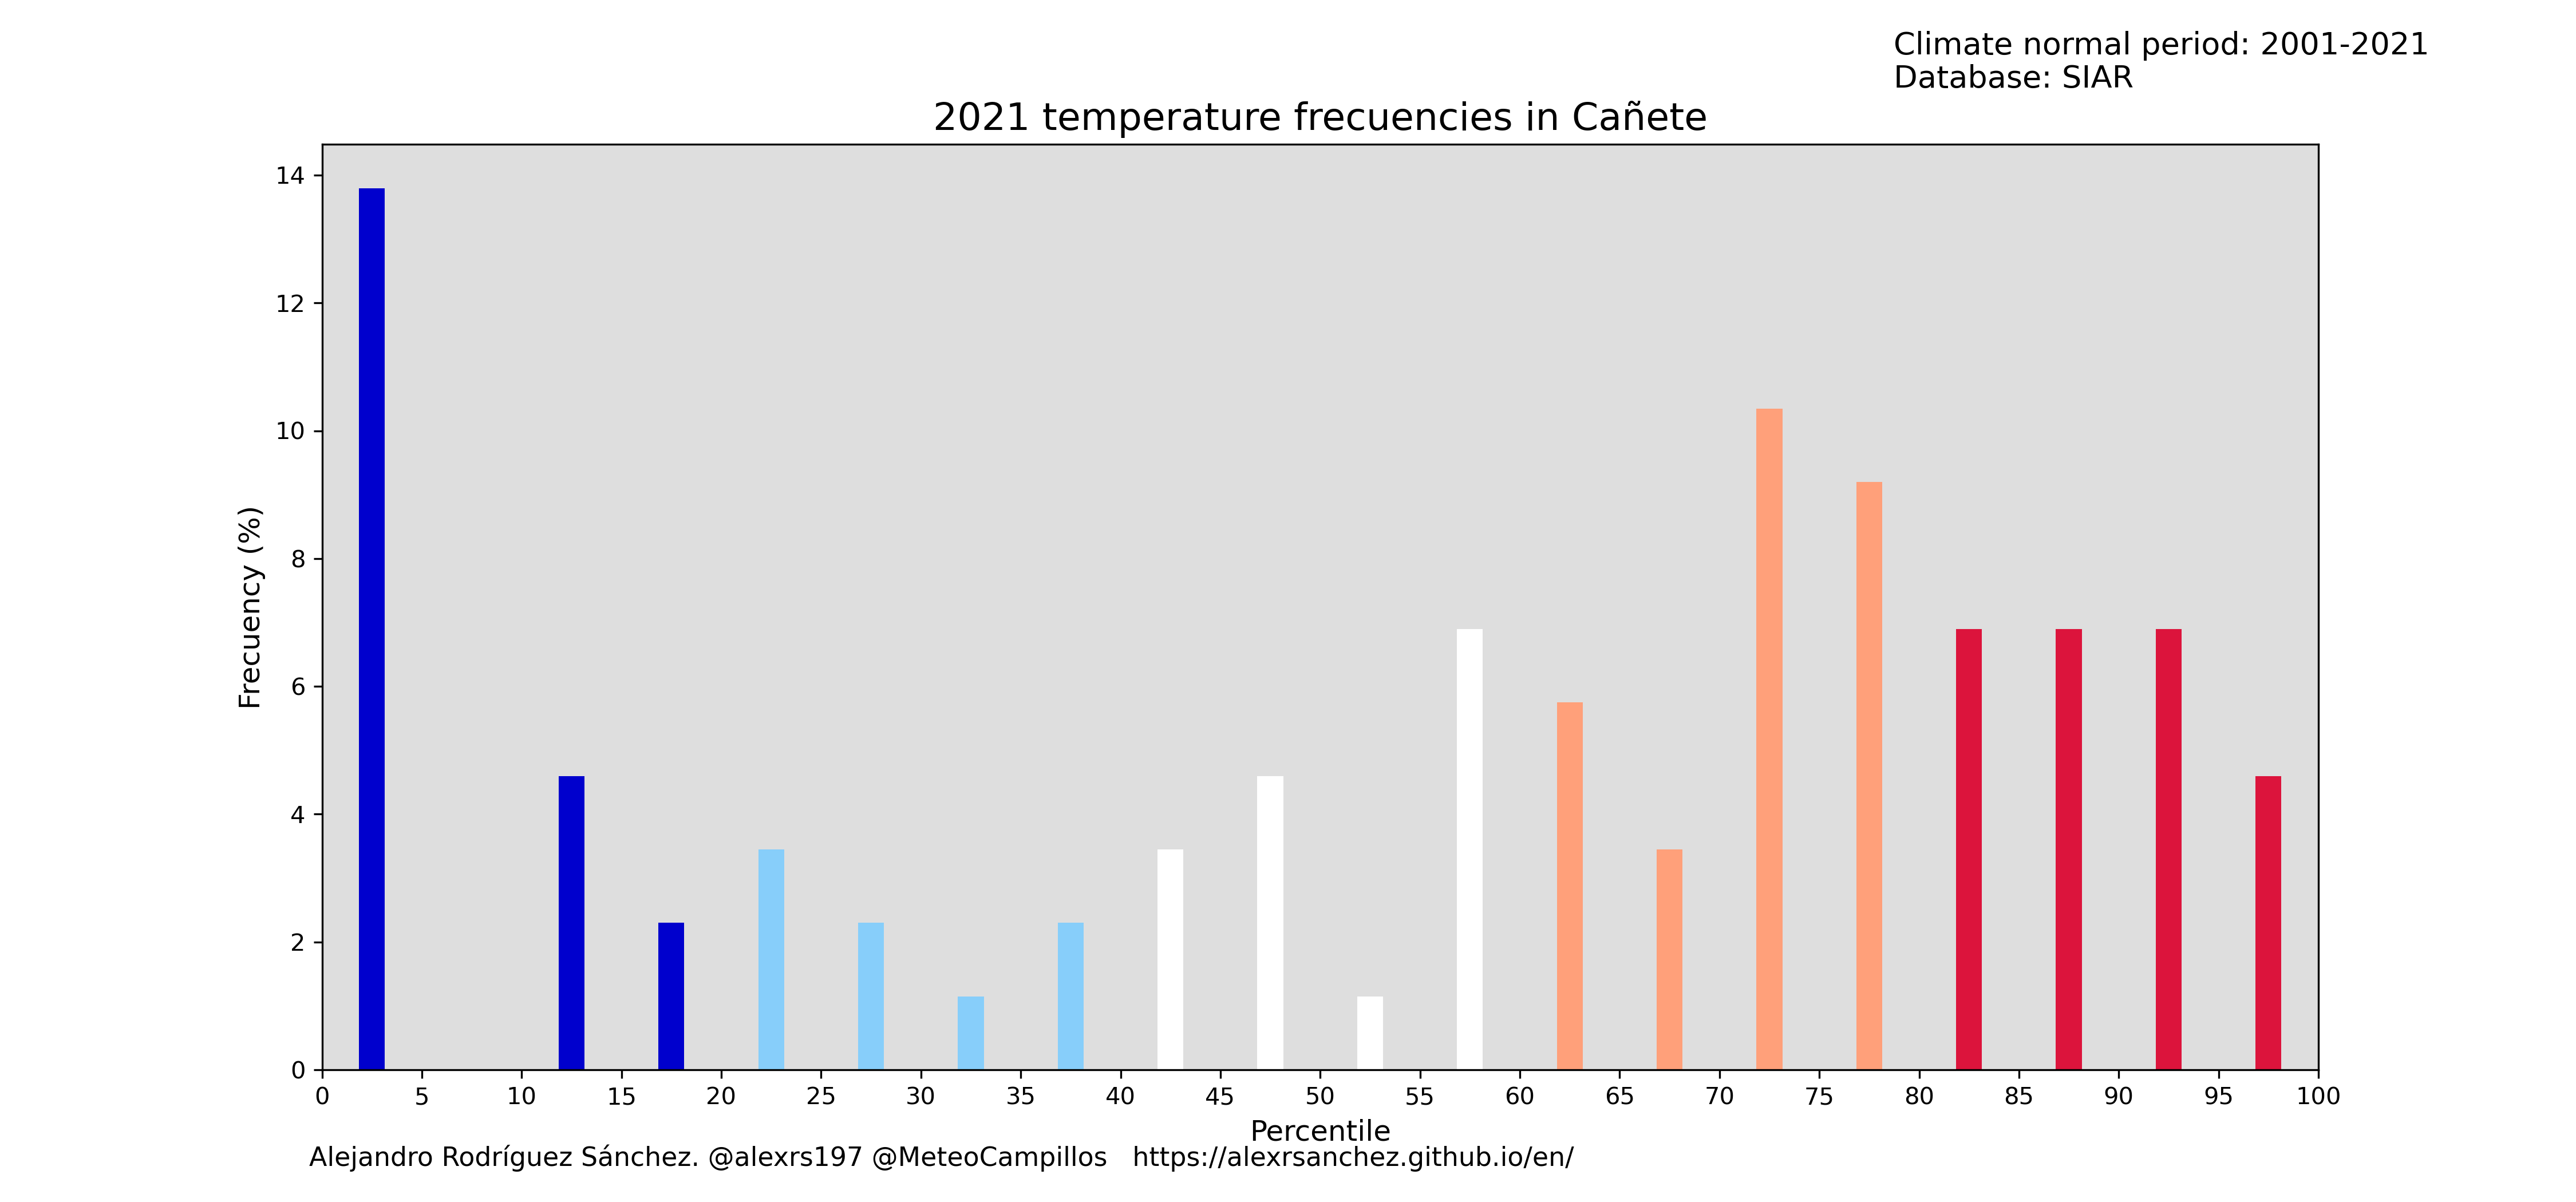 Climate normal period: 2001-2021
Database: SIAR
2021 temperature frecuencies in Cañete
14
12
10
8
6
4
2
0
Frecuency (%)
0 5 10 15 20 25 30 35 40 45 50 55 60 65 70 75 80 85 90 95 100
Percentile
Alejandro Rodríguez Sánchez. @alexrs197 @MeteoCampillos https://alexrsanchez.github.io/en/